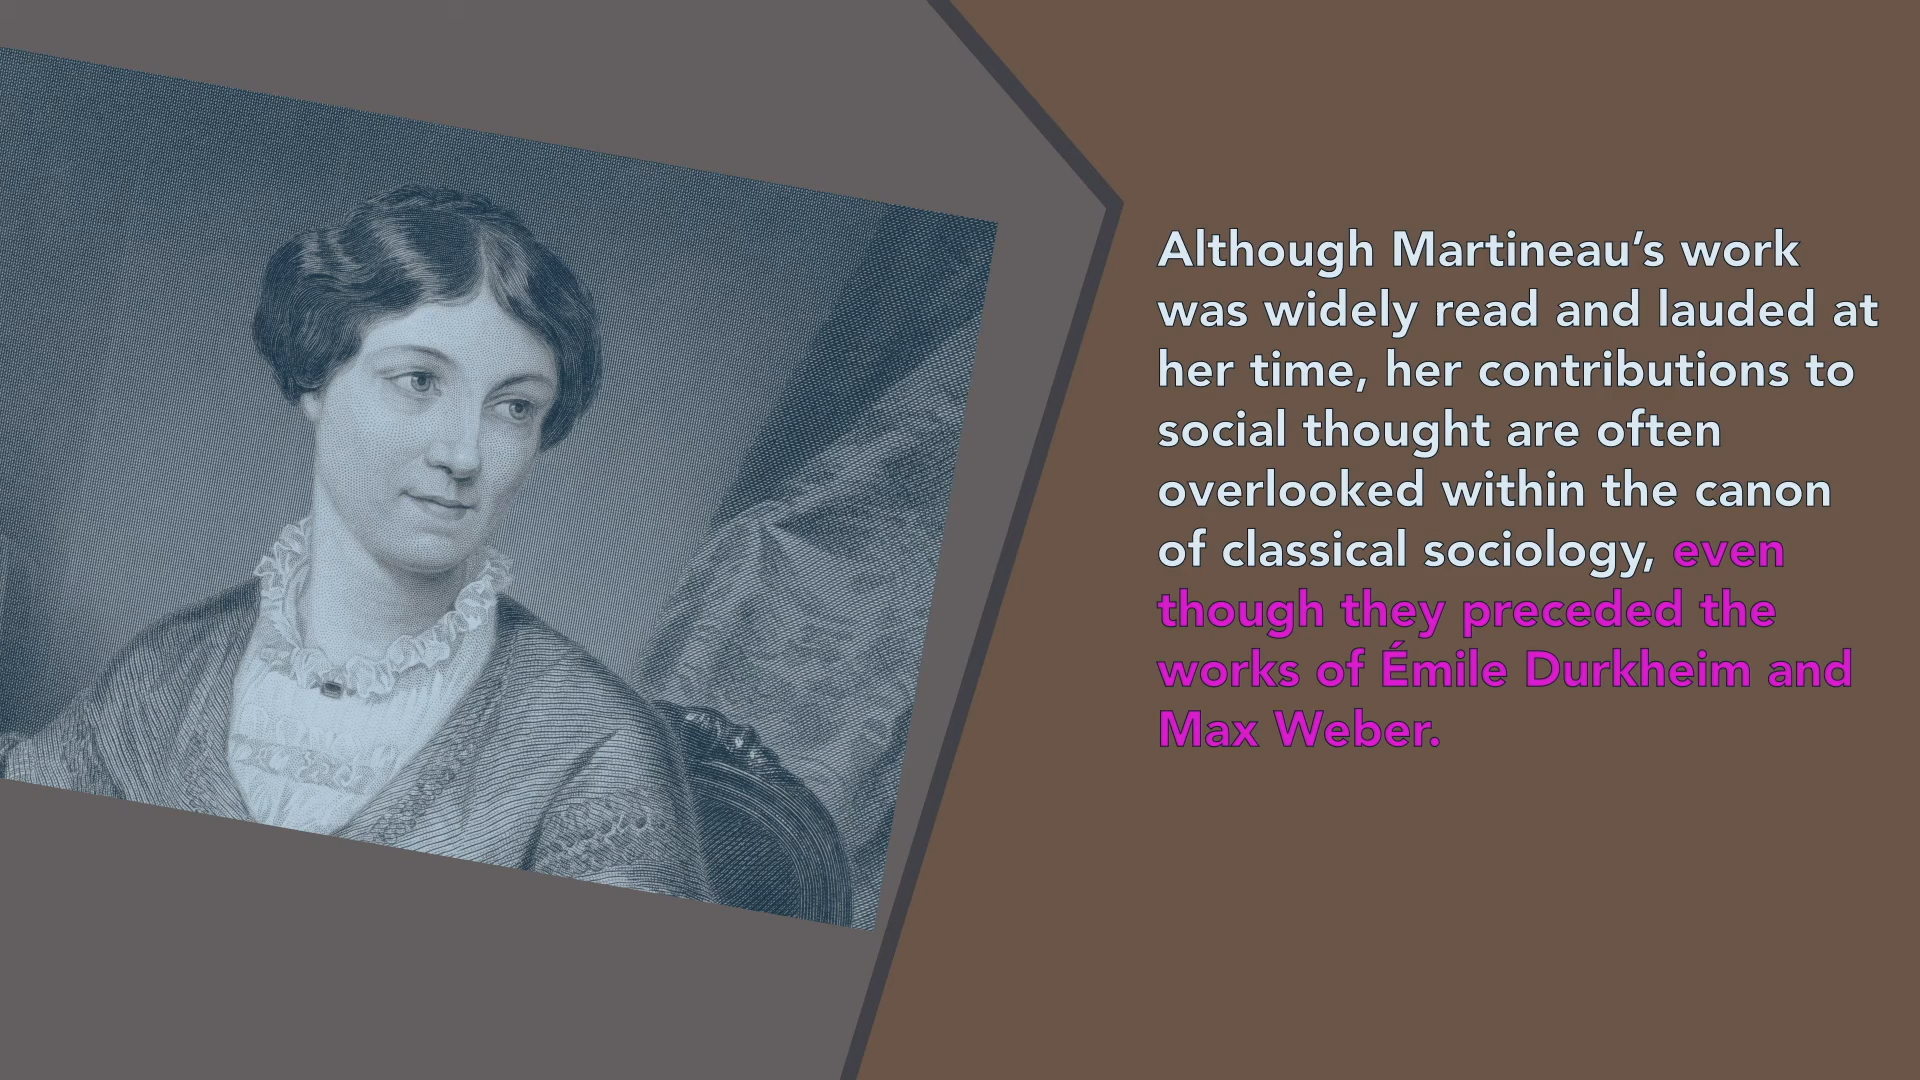 Although Martineau’s work
was widely read and lauded at
her time, her contributions to
social thought are often
overlooked within the canon
of classical sociology, even
though they preceded the
works of Émile Durkheim and
Max Weber.